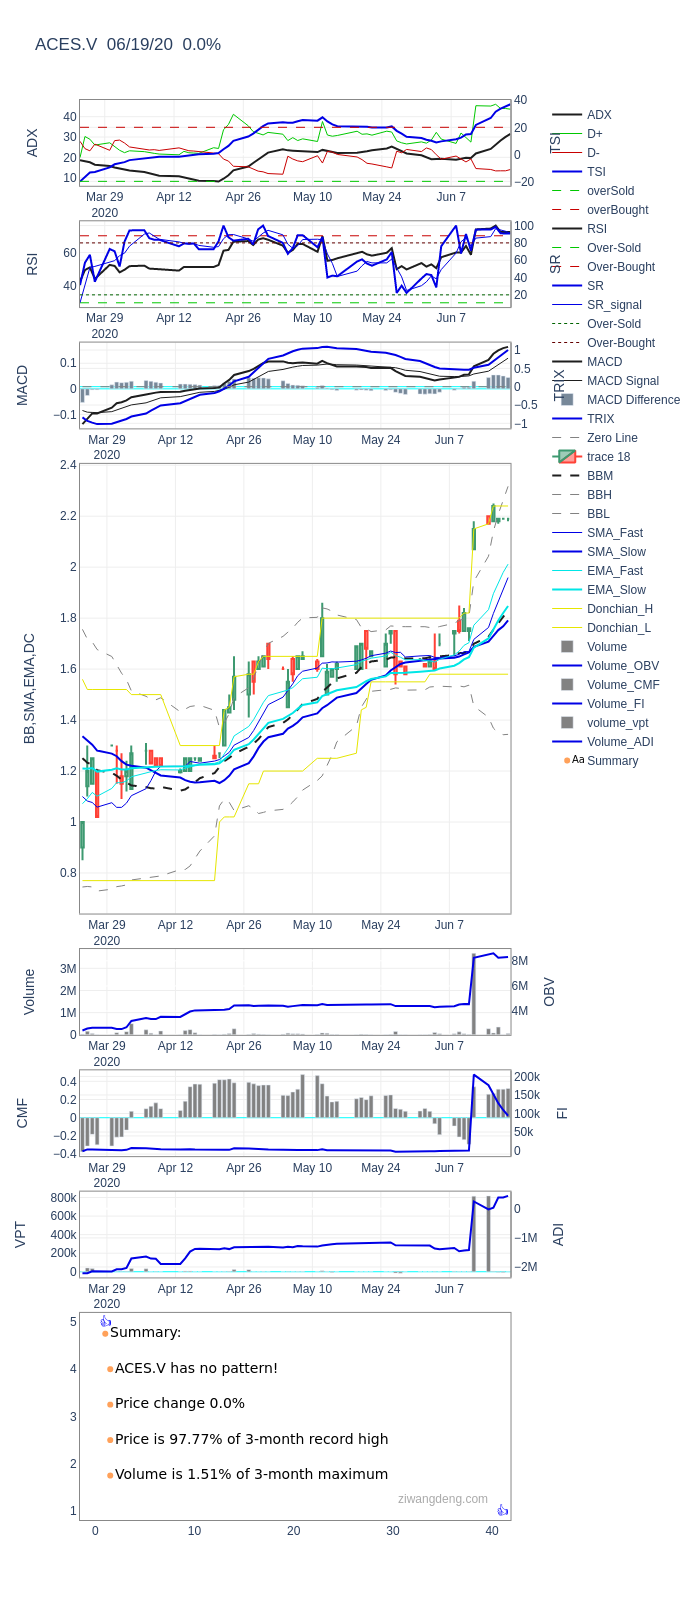 ACES.V  06/19/20  0.0%
40
30
20
10
ADX
40
20
0
−20
TSI
Mar 29
2020
Apr 12
Apr 26
May 10
May 24
Jun 7
60
40
RSI
100
80
60
40
20
SR
Mar 29
2020
Apr 12
Apr 26
May 10
May 24
Jun 7
0.1
0
−0.1
MACD
1
0.5
0
−0.5
−1
TRIX
Mar 29
2020
Apr 12
Apr 26
May 10
May 24
Jun 7
2.4
2.2
2
1.8
1.6
1.4
1.2
1
0.8
BB,SMA,EMA,DC
Mar 29
2020
Apr 12
Apr 26
May 10
May 24
Jun 7
3M
2M
1M
0
Volume
8M
6M
4M
OBV
Mar 29
2020
Apr 12
Apr 26
May 10
May 24
Jun 7
0.4
0.2
0
−0.2
−0.4
CMF
200k
150k
100k
50k
0
FI
Mar 29
2020
Apr 12
Apr 26
May 10
May 24
Jun 7
800k
600k
400k
200k
0
VPT
0
−1M
−2M
ADI
Mar 29
2020
Apr 12
Apr 26
May 10
May 24
Jun 7
5
4
3
2
1
👍
Summary:
ACES.V has no pattern!
Price change 0.0%
Price is 97.77% of 3-month record high
Volume is 1.51% of 3-month maximum
ziwangdeng.com
👍
0
10
20
30
40
ADX
D+
D-
TSI
overSold
overBought
RSI
Over-Sold
Over-Bought
SR
SR_signal
Over-Sold
Over-Bought
MACD
MACD Signal
MACD Difference
TRIX
Zero Line
trace 18
BBM
BBH
BBL
SMA_Fast
SMA_Slow
EMA_Fast
EMA_Slow
Donchian_H
Donchian_L
Volume
Volume_OBV
Volume_CMF
Volume_FI
volume_vpt
Volume_ADI
Aa Summary